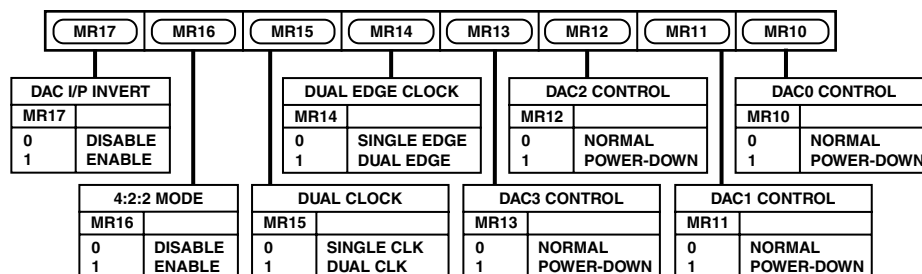 MR17 MR16 MR15 MR14 MR13 MR12 MR11 MR10
DAC I/P INVERT
MR17
0 DISABLE
1 ENABLE
DUAL EDGE CLOCK
MR14
0 SINGLE EDGE
1 DUAL EDGE
DAC2 CONTROL
MR12
0 NORMAL
1 POWER-DOWN
DAC0 CONTROL
MR10
0 NORMAL
1 POWER-DOWN
4:2:2 MODE
MR16
0 DISABLE
1 ENABLE
DUAL CLOCK
MR15
0 SINGLE CLK
1 DUAL CLK
DAC3 CONTROL
MR13
0 NORMAL
1 POWER-DOWN
DAC1 CONTROL
MR11
0 NORMAL
1 POWER-DOWN